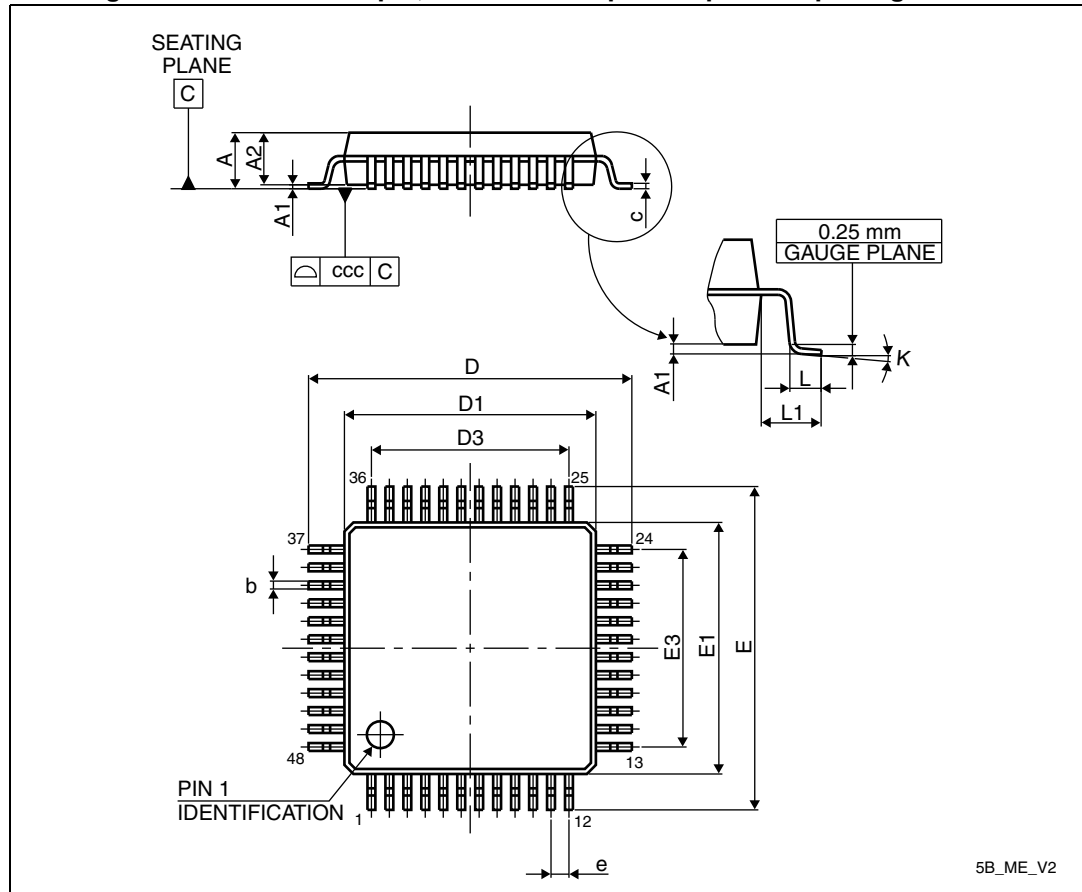 SEATING
PLANE
C
A
A2
A1
c
ccc C
0.25 mm
GAUGE PLANE
A1
K
L
L1
D
D1
D3
36
25
37
24
b
E3
E1
E
48
13
PIN 1
IDENTIFICATION
1
12
e
5B_ME_V2